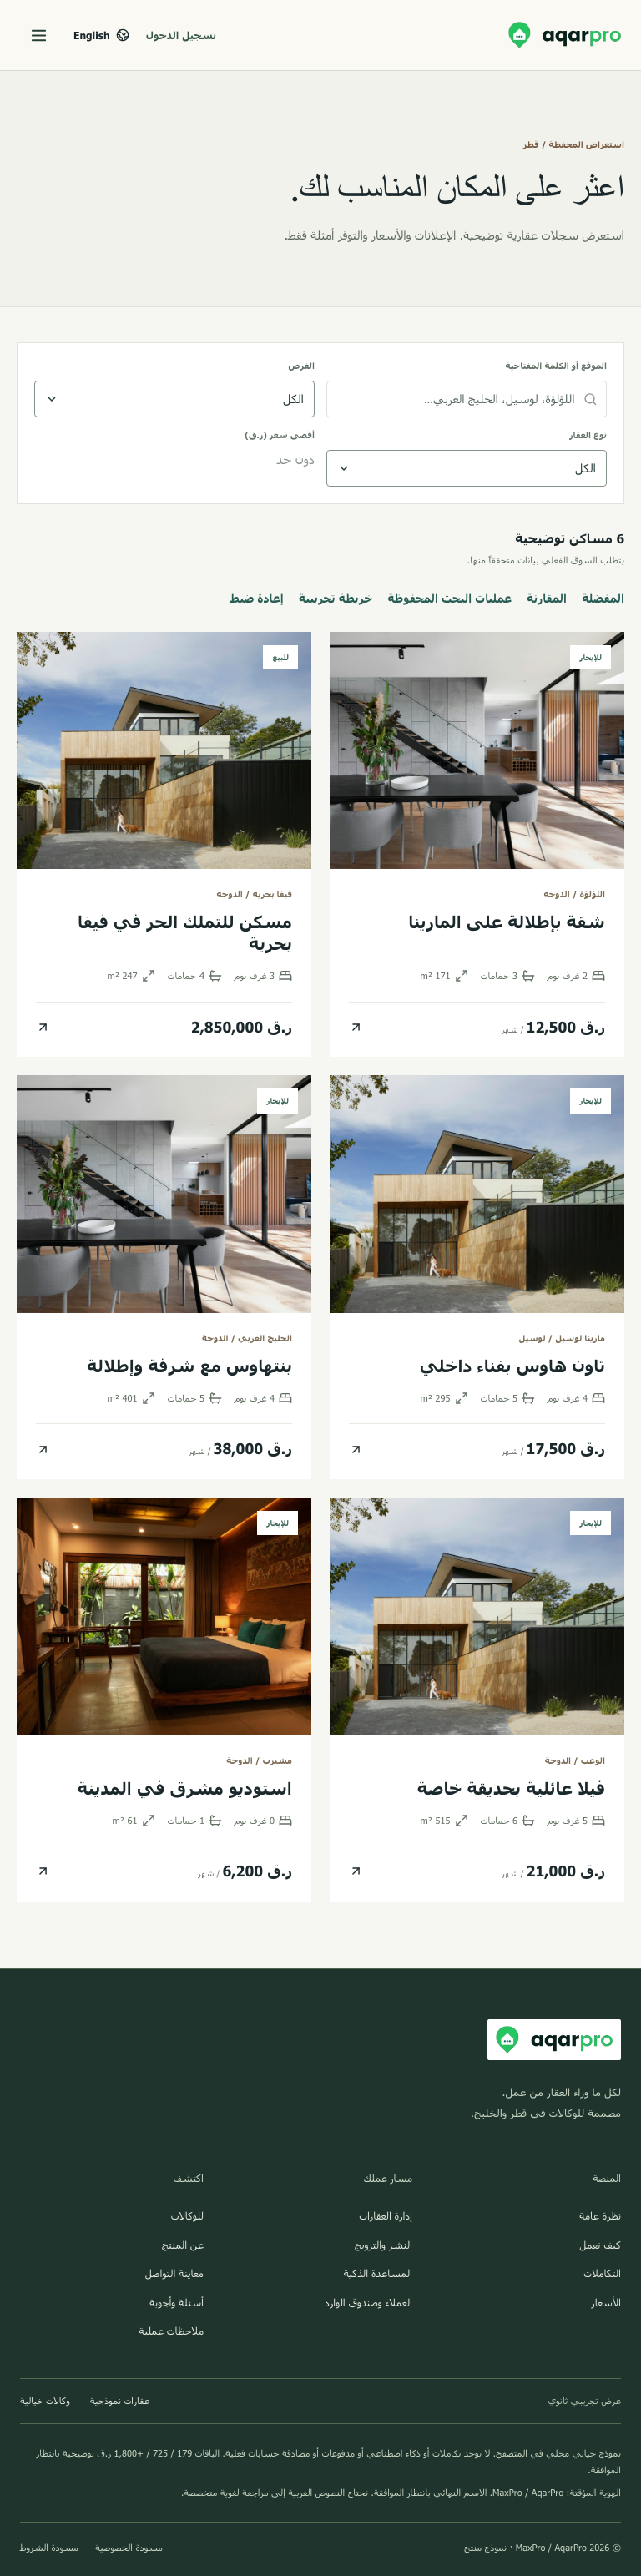 aqarpro
تسجيل الدخول
English
استعراض المحفظة / قطر
اعثر على المكان المناسب لك.
استعرض سجلات عقارية توضيحية. الإعلانات والأسعار والتوفر أمثلة فقط.
الموقع أو الكلمة المفتاحية
الغرض
اللؤلؤة، لوسيل، الخليج الغربي...
الكل
نوع العقار
أقصى سعر (ر.ق)
الكل
دون حد
6 مساكن توضيحية
يتطلب السوق الفعلي بيانات متحققاً منها.
المفضلة
المقارنة
عمليات البحث المحفوظة
خريطة تجريبية
إعادة ضبط
للإيجار
اللؤلؤة / الدوحة
شقة بإطلالة على المارينا
2 غرف نوم
3 حمامات
171 m²
ر.ق 12,500 / شهر
للبيع
فيفا بحرية / الدوحة
مسكن للتملك الحر في فيفا
بحرية
3 غرف نوم
4 حمامات
247 m²
ر.ق 2,850,000
للإيجار
مارينا لوسيل / لوسيل
تاون هاوس بفناء داخلي
4 غرف نوم
5 حمامات
295 m²
ر.ق 17,500 / شهر
للإيجار
الخليج الغربي / الدوحة
بنتهاوس مع شرفة وإطلالة
4 غرف نوم
5 حمامات
401 m²
ر.ق 38,000 / شهر
للإيجار
الوعب / الدوحة
فيلا عائلية بحديقة خاصة
5 غرف نوم
6 حمامات
515 m²
ر.ق 21,000 / شهر
للإيجار
مشيرب / الدوحة
استوديو مشرق في المدينة
0 غرف نوم
1 حمامات
61 m²
ر.ق 6,200 / شهر
aqarpro
لكل ما وراء العقار من عمل.
مصممة للوكالات في قطر والخليج.
المنصة
نظرة عامة
كيف تعمل
التكاملات
الأسعار
مسار عملك
إدارة العقارات
النشر والترويج
المساعدة الذكية
العملاء وصندوق الوارد
اكتشف
للوكالات
عن المنتج
معاينة التواصل
أسئلة وأجوبة
ملاحظات عملية
عرض تجريبي ثانوي
عقارات نموذجية
وكالات خيالية
نموذج خيالي محلي في المتصفح. لا توجد تكاملات أو ذكاء اصطناعي أو مدفوعات أو مصادقة حسابات فعلية. الباقات 179 / 725 / +1,800 ر.ق توضيحية بانتظار
الموافقة.
الهوية المؤقتة: MaxPro / AqarPro. الاسم النهائي بانتظار الموافقة. تحتاج النصوص العربية إلى مراجعة لغوية متخصصة.
© 2026 MaxPro / AqarPro · نموذج منتج
مسودة الخصوصية
مسودة الشروط